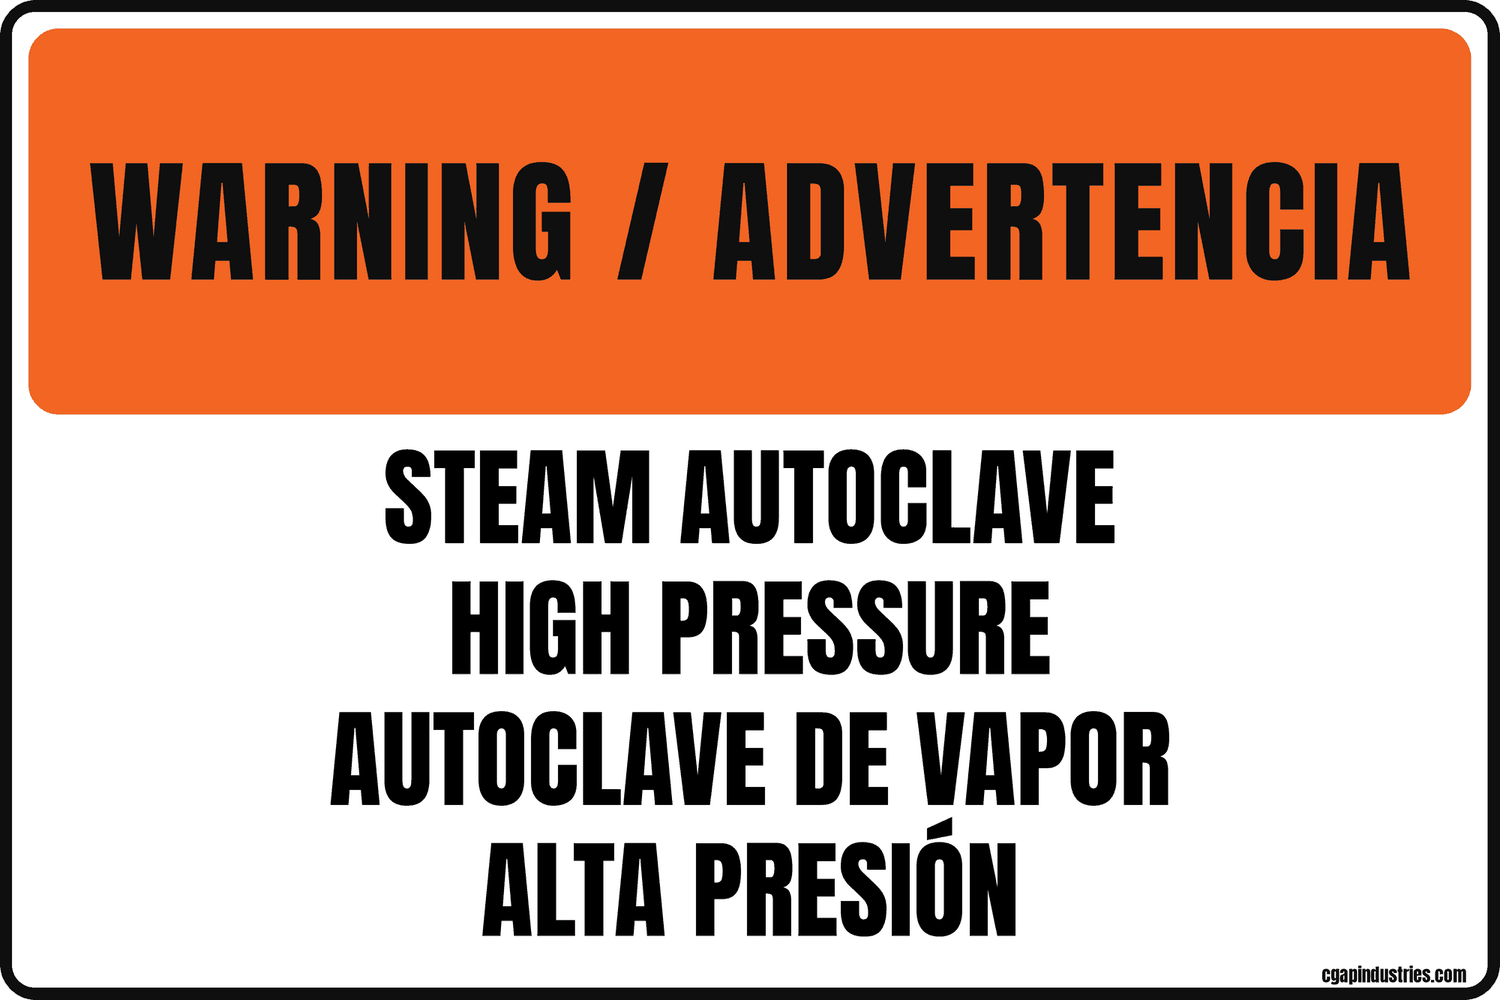 WARNING / ADVERTENCIA
STEAM AUTOCLAVE
HIGH PRESSURE
AUTOCLAVE DE VAPOR
ALTA PRESIÓN
cgapindustries.com